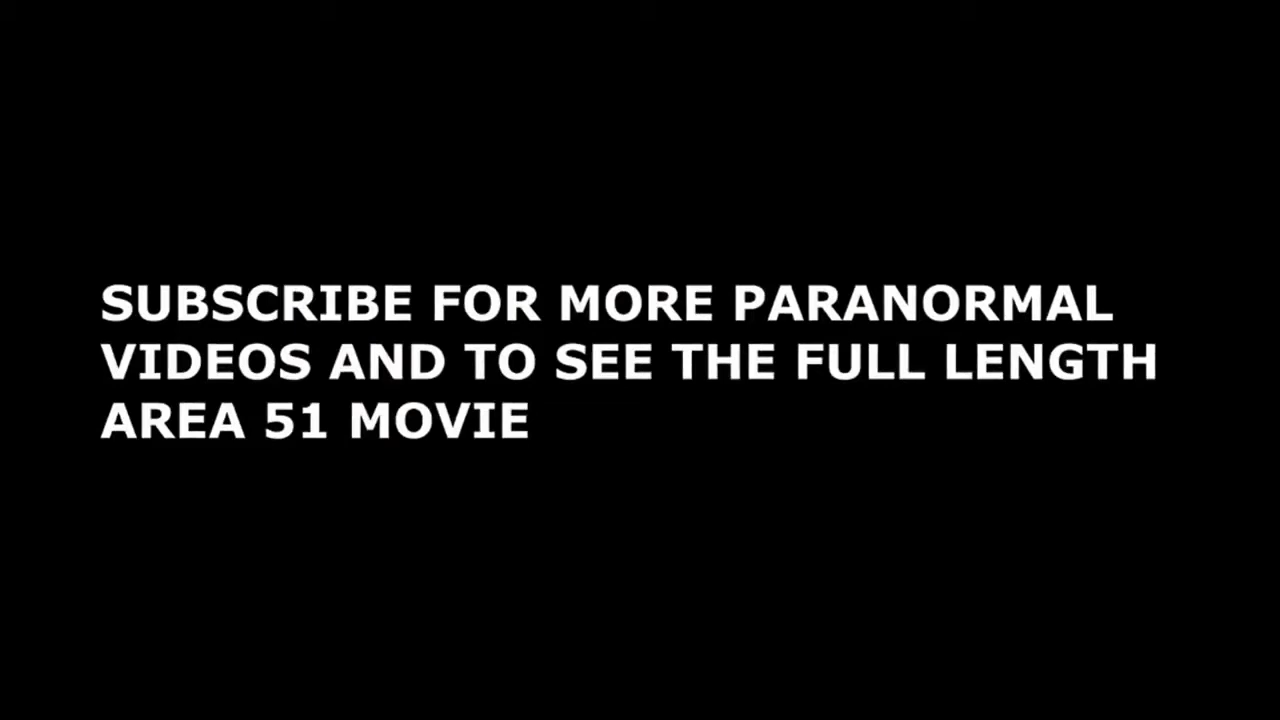 SUBSCRIBE FOR MORE PARANORMAL
VIDEOS AND TO SEE THE FULL LENGTH
AREA 51 MOVIE